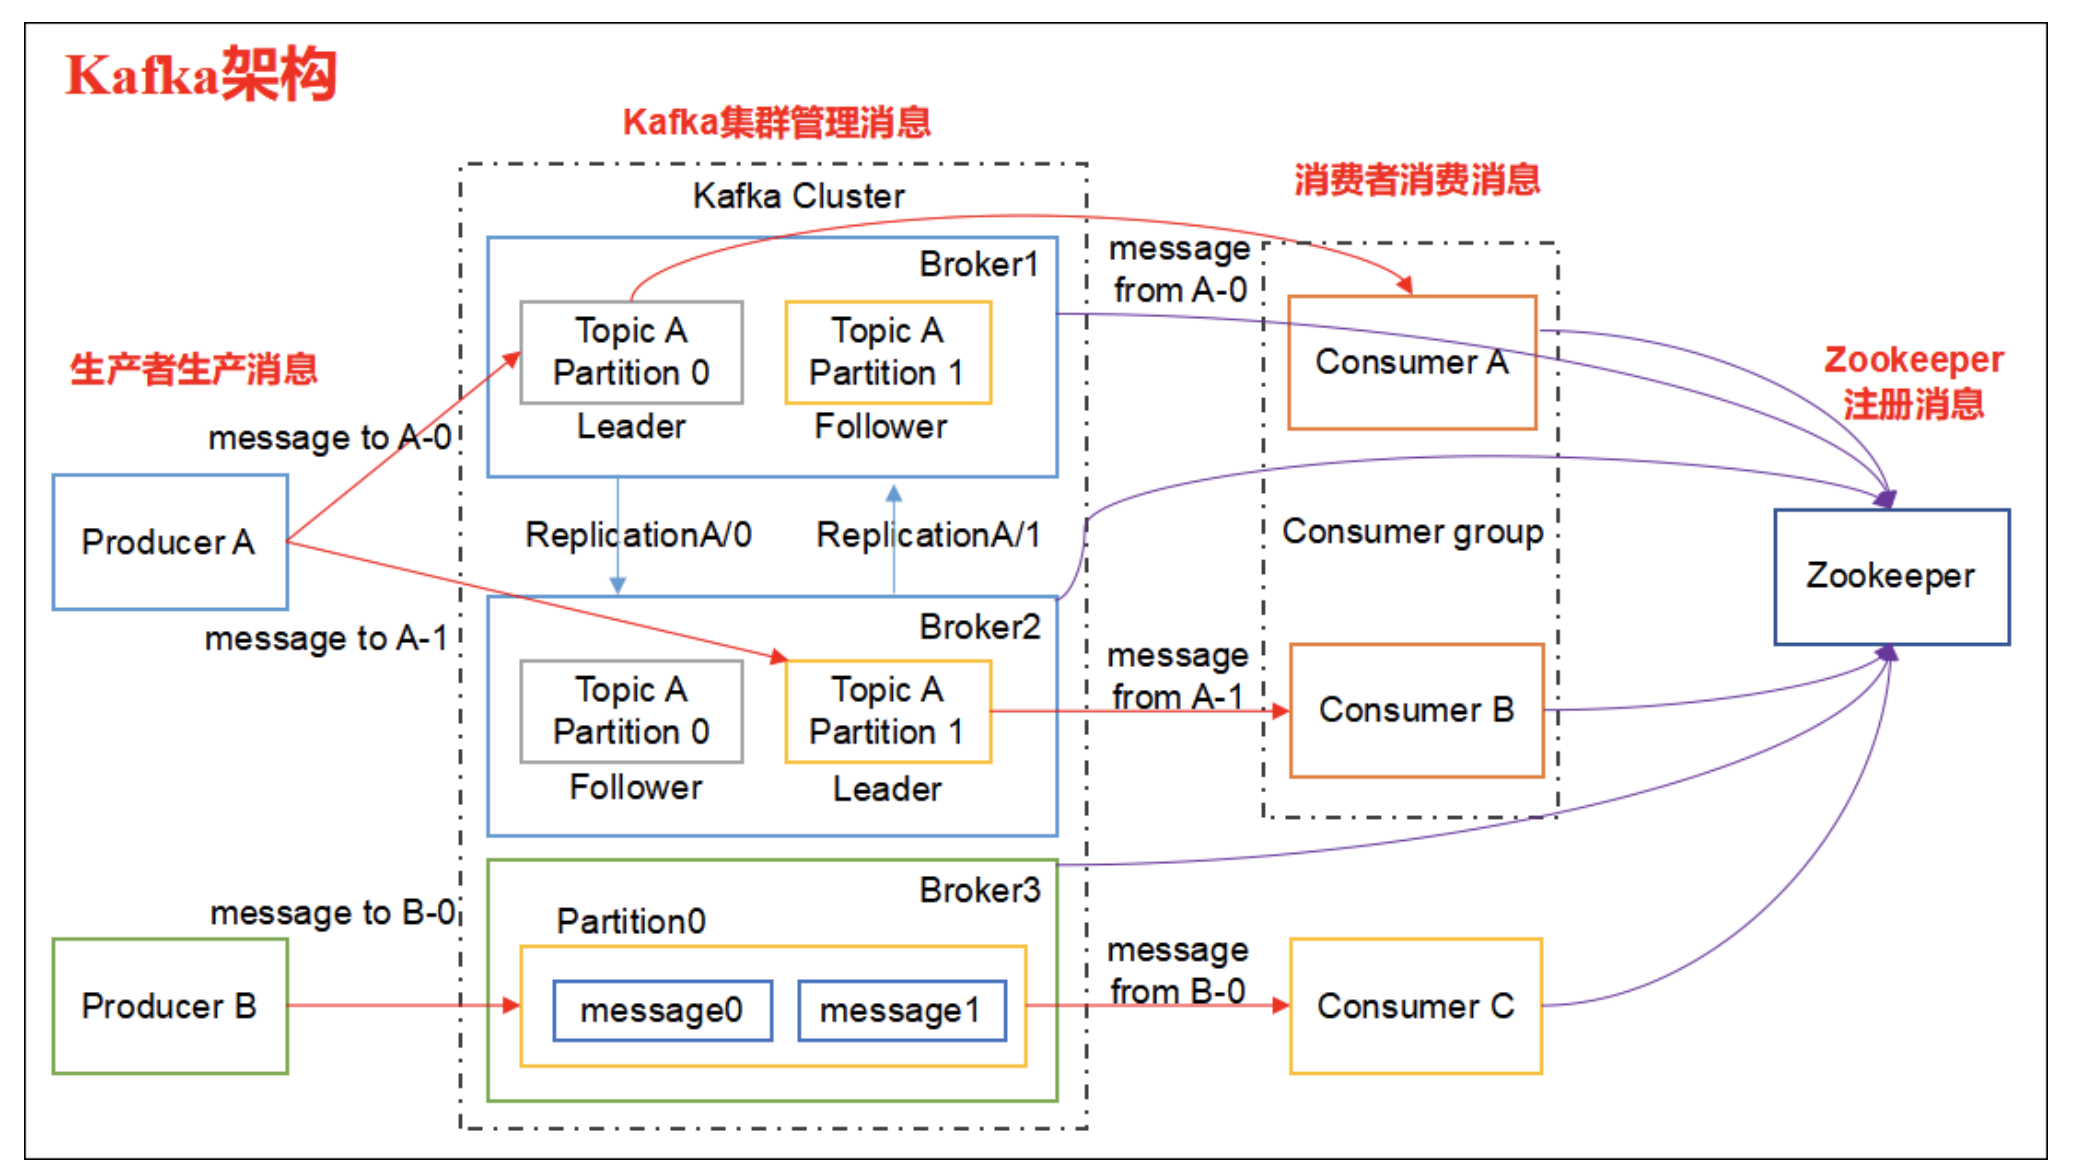 Kafka架构
Kafka集群管理消息
消费者消费消息
Kafka Cluster
Broker1
message
from A-0
Topic A
Partition 0
Leader
Topic A
Partition 1
Follower
Consumer A
生产者生产消息
Zookeeper
注册消息
message to A-0
Producer A
ReplicationA/0
ReplicationA/1
Consumer group
Zookeeper
message to A-1
Broker2
Topic A
Partition 0
Follower
Topic A
Partition 1
Leader
message
from A-1
Consumer B
message to B-0
Broker3
Partition0
message
from B-0
Producer B
message0
message1
Consumer C